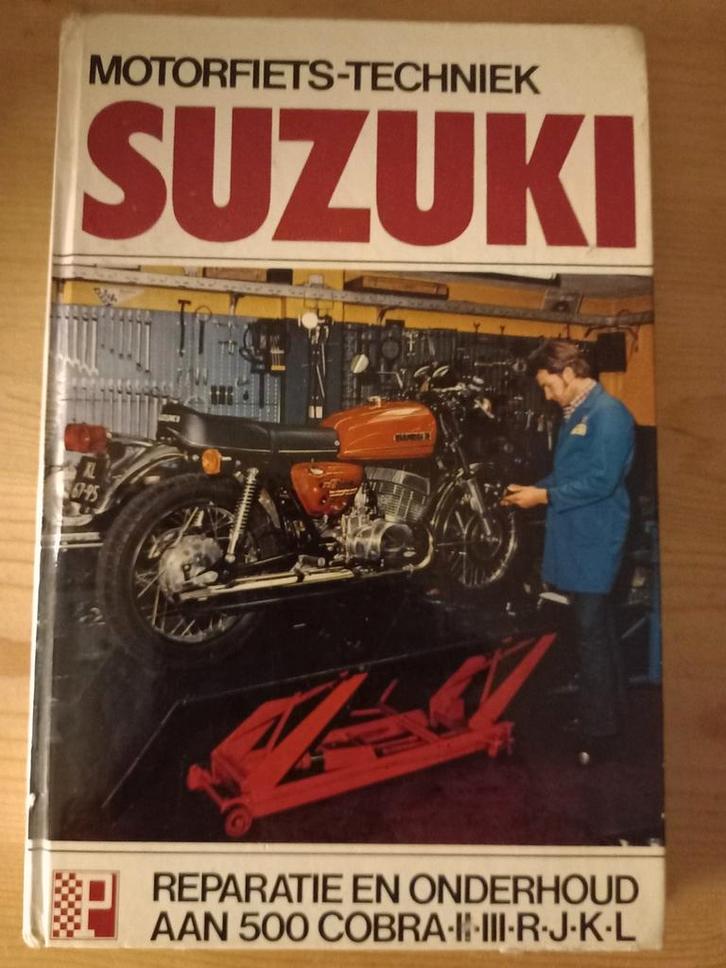 MOTORFIETS-TECHNIEK
SUZUKI
P
REPARATIE EN ONDERHOUD
AAN 500 COBRA·II·III·R·J·K·L